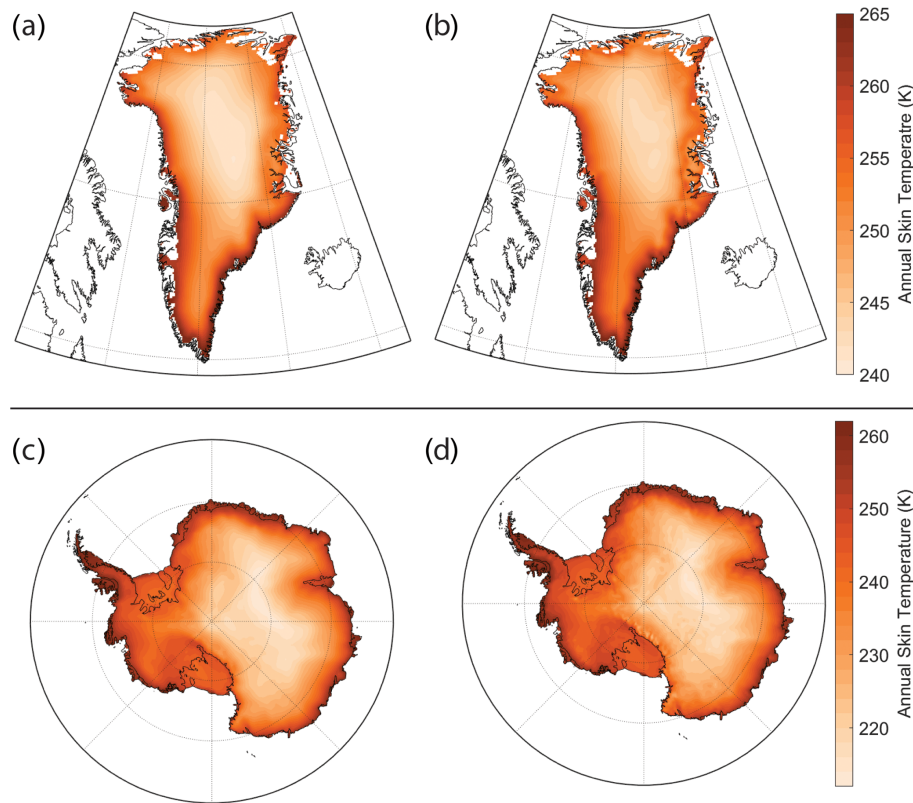 (a)
(b)
265
260
255
250
245
240
Annual Skin Temperatre (K)
(c)
(d)
260
250
240
230
220
Annual Skin Temperature (K)